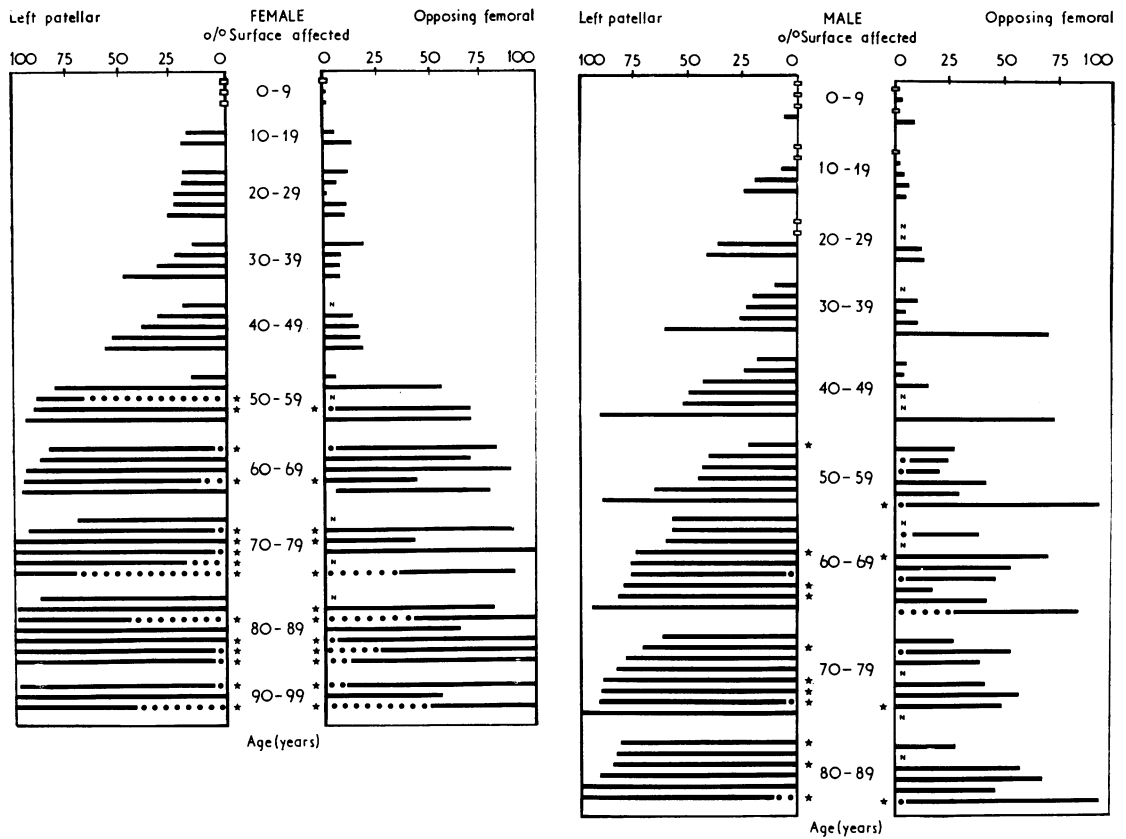 Left patellar FEMALE Opposing femoral
o/o Surface affected
100 75 50 25 0 0 25 50 75 100
0-9
10-19
20-29
30-39
N
40-49
50-59
N
60-69
N
70-79
N
N
80-89
90-99
Age (years)
Left patellar MALE Opposing femoral
o/o Surface affected
100 75 50 25 0 0 25 50 75 100
0-9
10-19
N
20-29
N
N
30-39
40-49
N
N
50-59
N
N
60-69
70-79
N
N
N
80-89
Age (years)